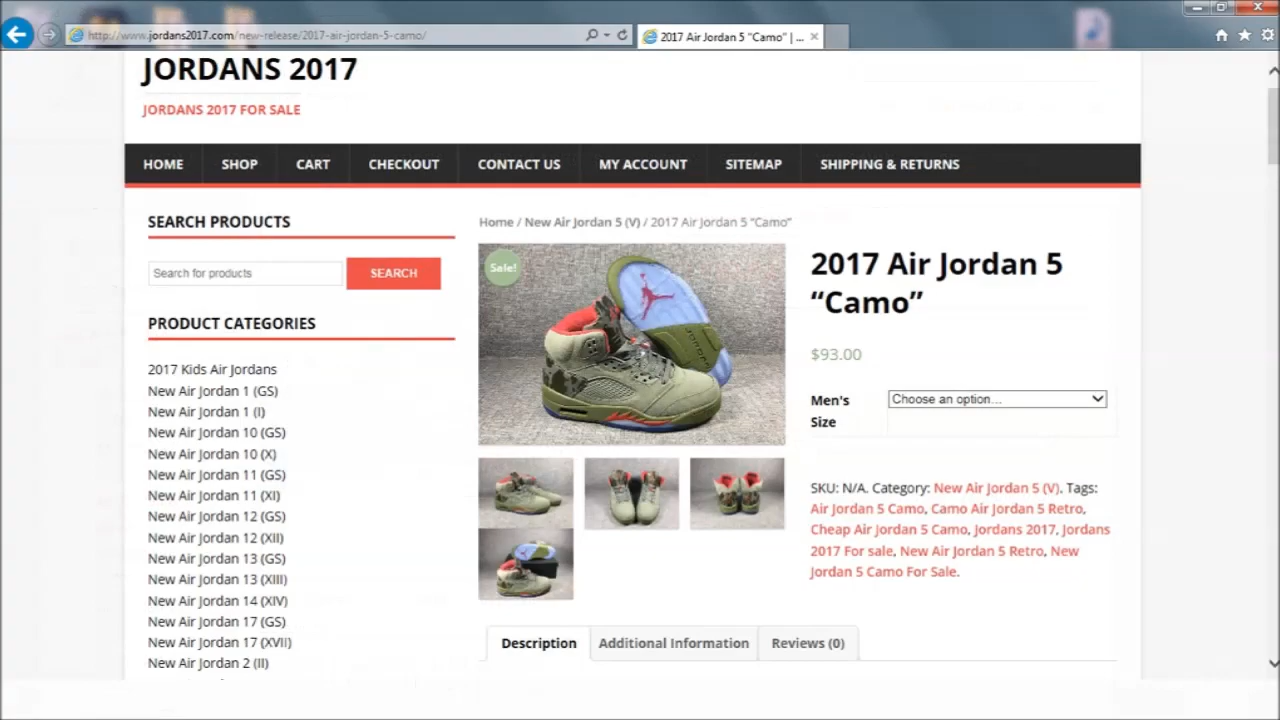 http://www.jordans2017.com/new-release/2017-air-jordan-5-camo/
2017 Air Jordan 5 "Camo" | ...
JORDANS 2017
JORDANS 2017 FOR SALE
HOME
SHOP
CART
CHECKOUT
CONTACT US
MY ACCOUNT
SITEMAP
SHIPPING & RETURNS
SEARCH PRODUCTS
Search for products
SEARCH
PRODUCT CATEGORIES
2017 Kids Air Jordans
New Air Jordan 1 (GS)
New Air Jordan 1 (I)
New Air Jordan 10 (GS)
New Air Jordan 10 (X)
New Air Jordan 11 (GS)
New Air Jordan 11 (XI)
New Air Jordan 12 (GS)
New Air Jordan 12 (XII)
New Air Jordan 13 (GS)
New Air Jordan 13 (XIII)
New Air Jordan 14 (XIV)
New Air Jordan 17 (GS)
New Air Jordan 17 (XVII)
New Air Jordan 2 (II)
Home / New Air Jordan 5 (V) / 2017 Air Jordan 5 “Camo”
Sale!
JORDAN
2017 Air Jordan 5
“Camo”
$93.00
Men's
Size
Choose an option...
SKU: N/A. Category: New Air Jordan 5 (V). Tags:
Air Jordan 5 Camo, Camo Air Jordan 5 Retro,
Cheap Air Jordan 5 Camo, Jordans 2017, Jordans
2017 For sale, New Air Jordan 5 Retro, New
Jordan 5 Camo For Sale.
Description
Additional Information
Reviews (0)